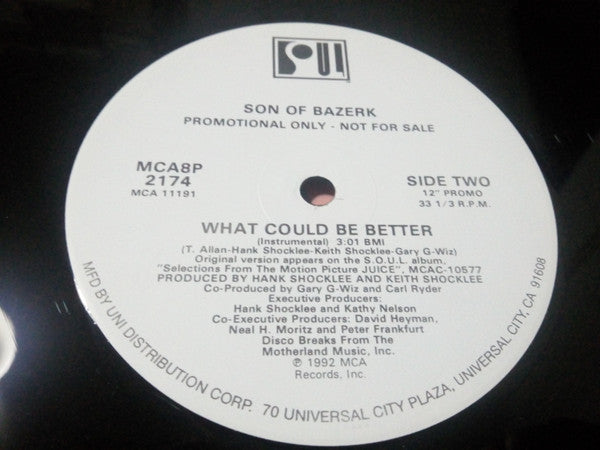 SOUL
SON OF BAZERK
PROMOTIONAL ONLY - NOT FOR SALE
MCA8P
2174
MCA 11191
SIDE TWO
12" PROMO
33 1/3 R.P.M.
WHAT COULD BE BETTER
(Instrumental) 3:01 BMI
(T. Allan-Hank Shocklee-Keith Shocklee-Gary G-Wiz)
Original version appears on the S.O.U.L. album,
"Selections From The Motion Picture JUICE", MCAC-10577
PRODUCED BY HANK SHOCKLEE AND KEITH SHOCKLEE
Co-Produced by Gary G-Wiz and Carl Ryder
Executive Producers:
Hank Shocklee and Kathy Nelson
Co-Executive Producers: David Heyman,
Neal H. Moritz and Peter Frankfurt
Disco Breaks From The
Motherland Music, Inc.
℗ 1992 MCA
Records, Inc.
MFD BY UNI DISTRIBUTION CORP. 70 UNIVERSAL CITY PLAZA, UNIVERSAL CITY, CA 91608